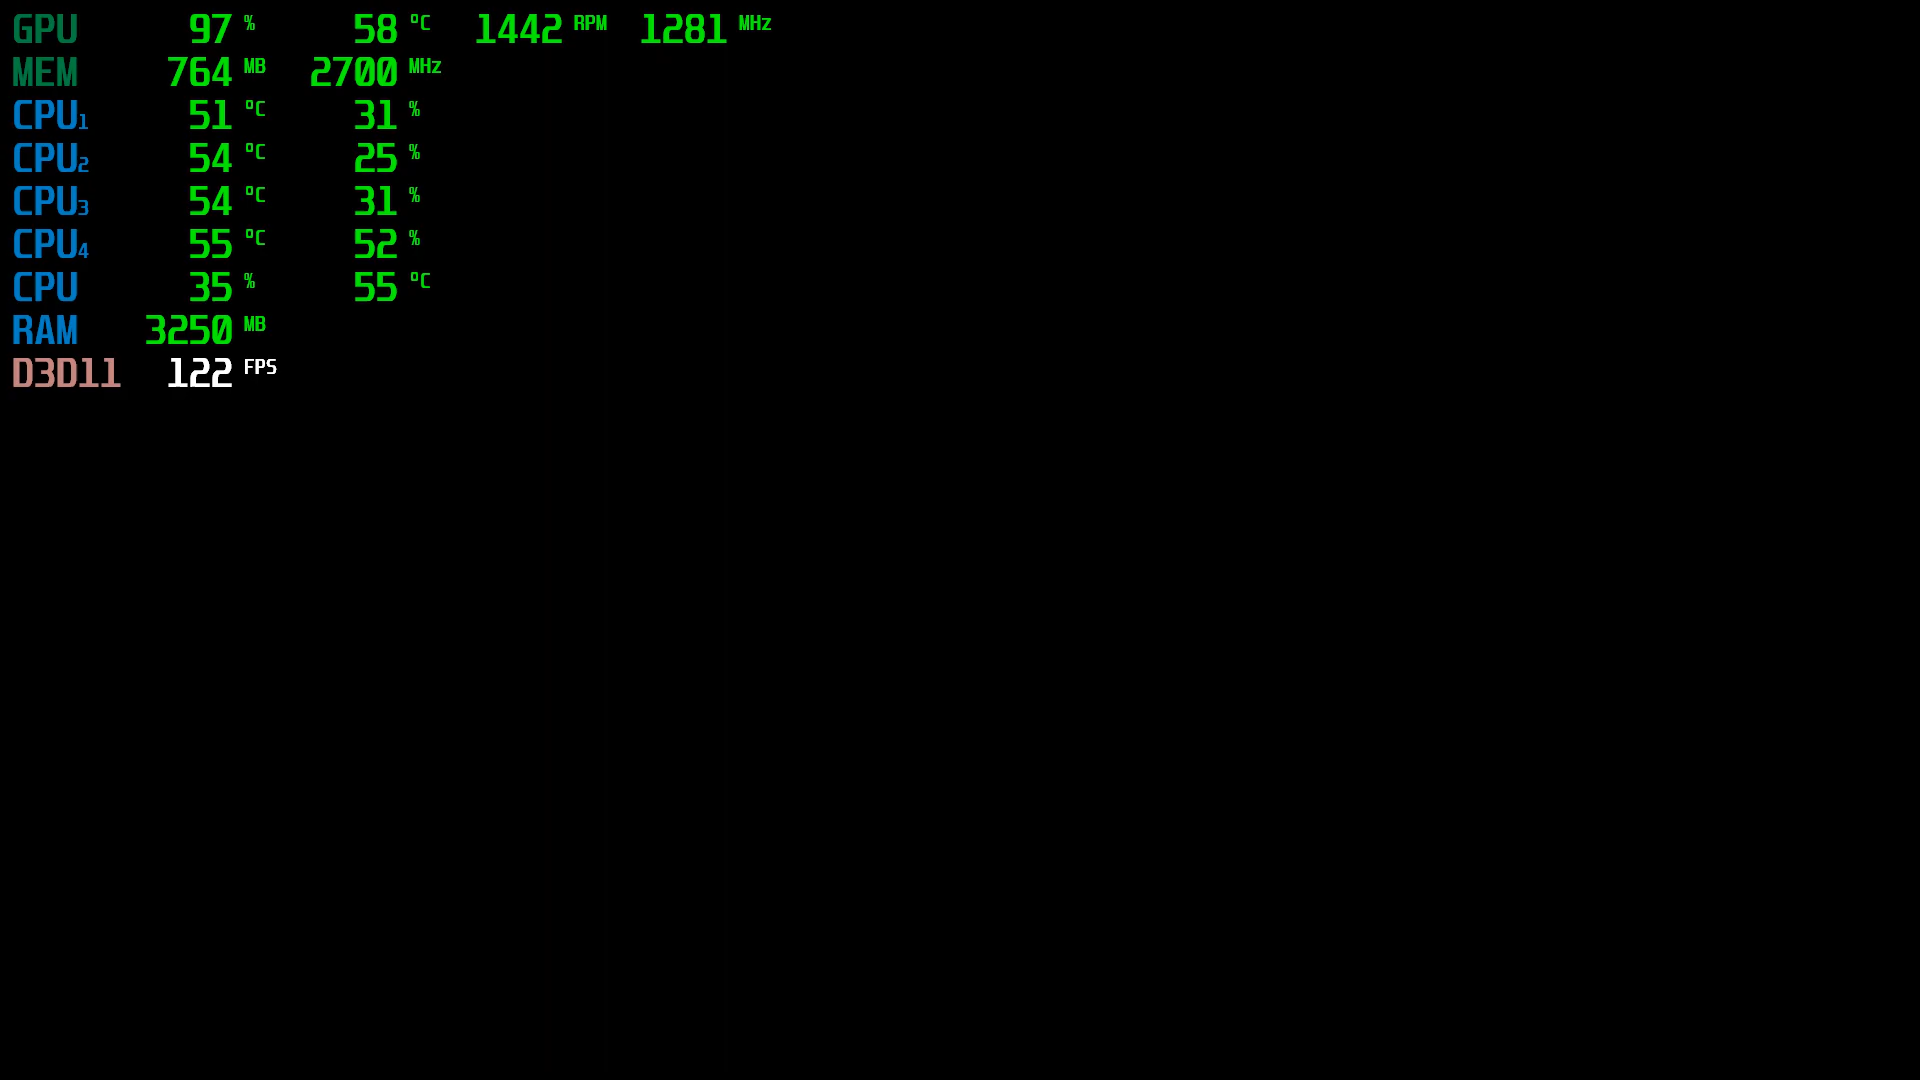 GPU 97 % 58 °C 1442 RPM 1281 MHz
MEM 764 MB 2700 MHz
CPU1 51 °C 31 %
CPU2 54 °C 25 %
CPU3 54 °C 31 %
CPU4 55 °C 52 %
CPU 35 % 55 °C
RAM 3250 MB
D3D11 122 FPS